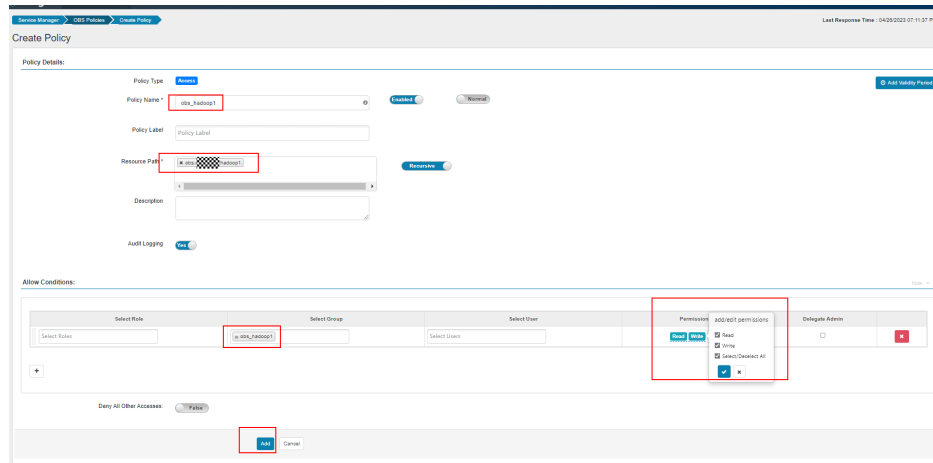 Service Manager OBS Policies Create Policy
Last Response Time : 04/26/2023 07:11:37 P
Create Policy
Policy Details:
Policy Type Access
Add Validity Period
Policy Name * obs_hadoop1 Enabled Normal
Policy Label Policy Label
Resource Path * obs: hadoop1 Recursive
Description
Audit Logging Yes
Allow Conditions:
Select Role Select Group Select User Permission Delegate Admin
add/edit permissions
Select Roles obs_hadoop1 Select Users Read Write
Read
Write
Select/Deselect All
Deny All Other Accesses: False
Add Cancel